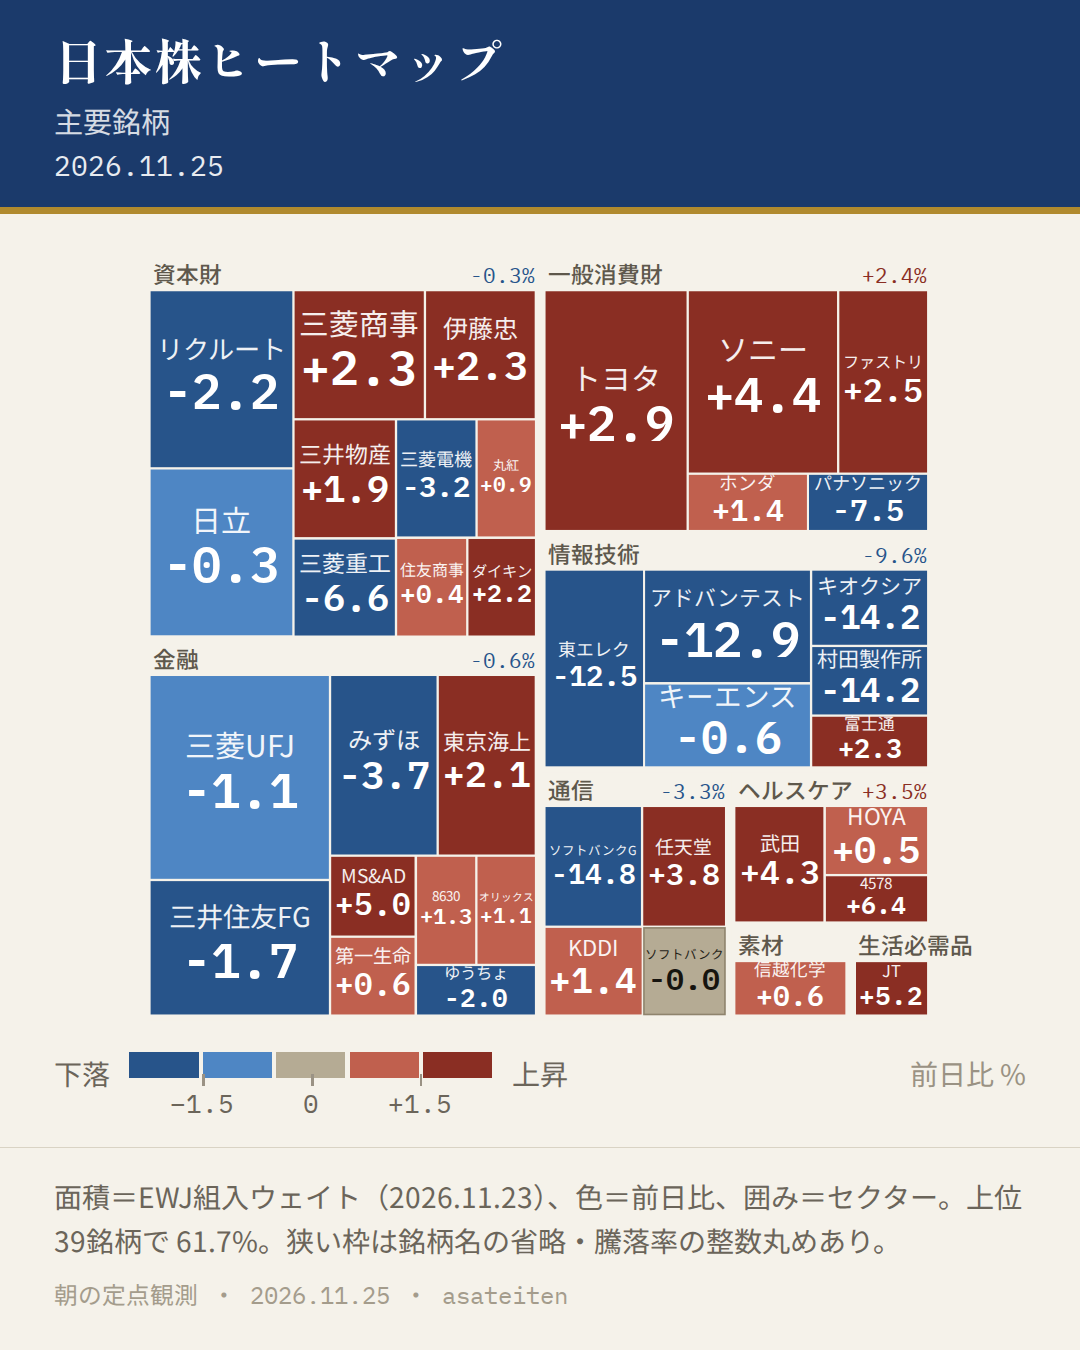 日本株ヒートマップ
主要銘柄
2026.11.25
資本財 -0.3%
リクルート
-2.2
三菱商事
+2.3
伊藤忠
+2.3
日立
-0.3
三井物産
+1.9
三菱電機
-3.2
丸紅
+0.9
三菱重工
-6.6
住友商事
+0.4
ダイキン
+2.2
一般消費財 +2.4%
トヨタ
+2.9
ソニー
+4.4
ファストリ
+2.5
ホンダ
+1.4
パナソニック
-7.5
金融 -0.6%
三菱UFJ
-1.1
みずほ
-3.7
東京海上
+2.1
三井住友FG
-1.7
MS&AD
+5.0
8630
+1.3
オリックス
+1.1
第一生命
+0.6
ゆうちょ
-2.0
情報技術 -9.6%
東エレク
-12.5
アドバンテスト
-12.9
キオクシア
-14.2
村田製作所
-14.2
キーエンス
-0.6
富士通
+2.3
通信 -3.3%
ソフトバンクG
-14.8
任天堂
+3.8
KDDI
+1.4
ソフトバンク
-0.0
ヘルスケア +3.5%
武田
+4.3
HOYA
+0.5
4578
+6.4
素材
信越化学
+0.6
生活必需品
JT
+5.2
下落 上昇 前日比 %
−1.5 0 +1.5
面積＝EWJ組入ウェイト（2026.11.23）、色＝前日比、囲み＝セクター。上位
39銘柄で 61.7%。狭い枠は銘柄名の省略・騰落率の整数丸めあり。
朝の定点観測 ・ 2026.11.25 ・ asateiten